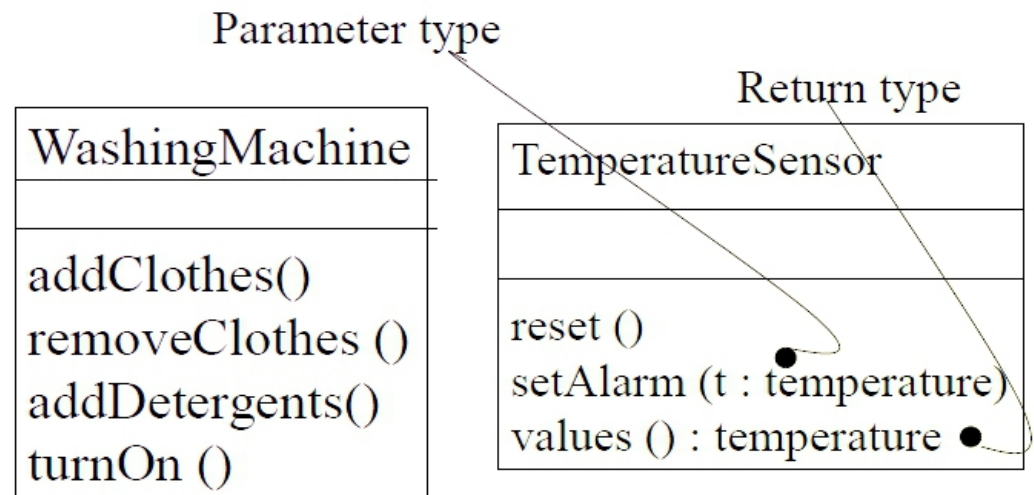 Parameter type
Return type
WashingMachine
addClothes()
removeClothes ()
addDetergents()
turnOn ()
TemperatureSensor
reset ()
setAlarm (t : temperature)
values () : temperature